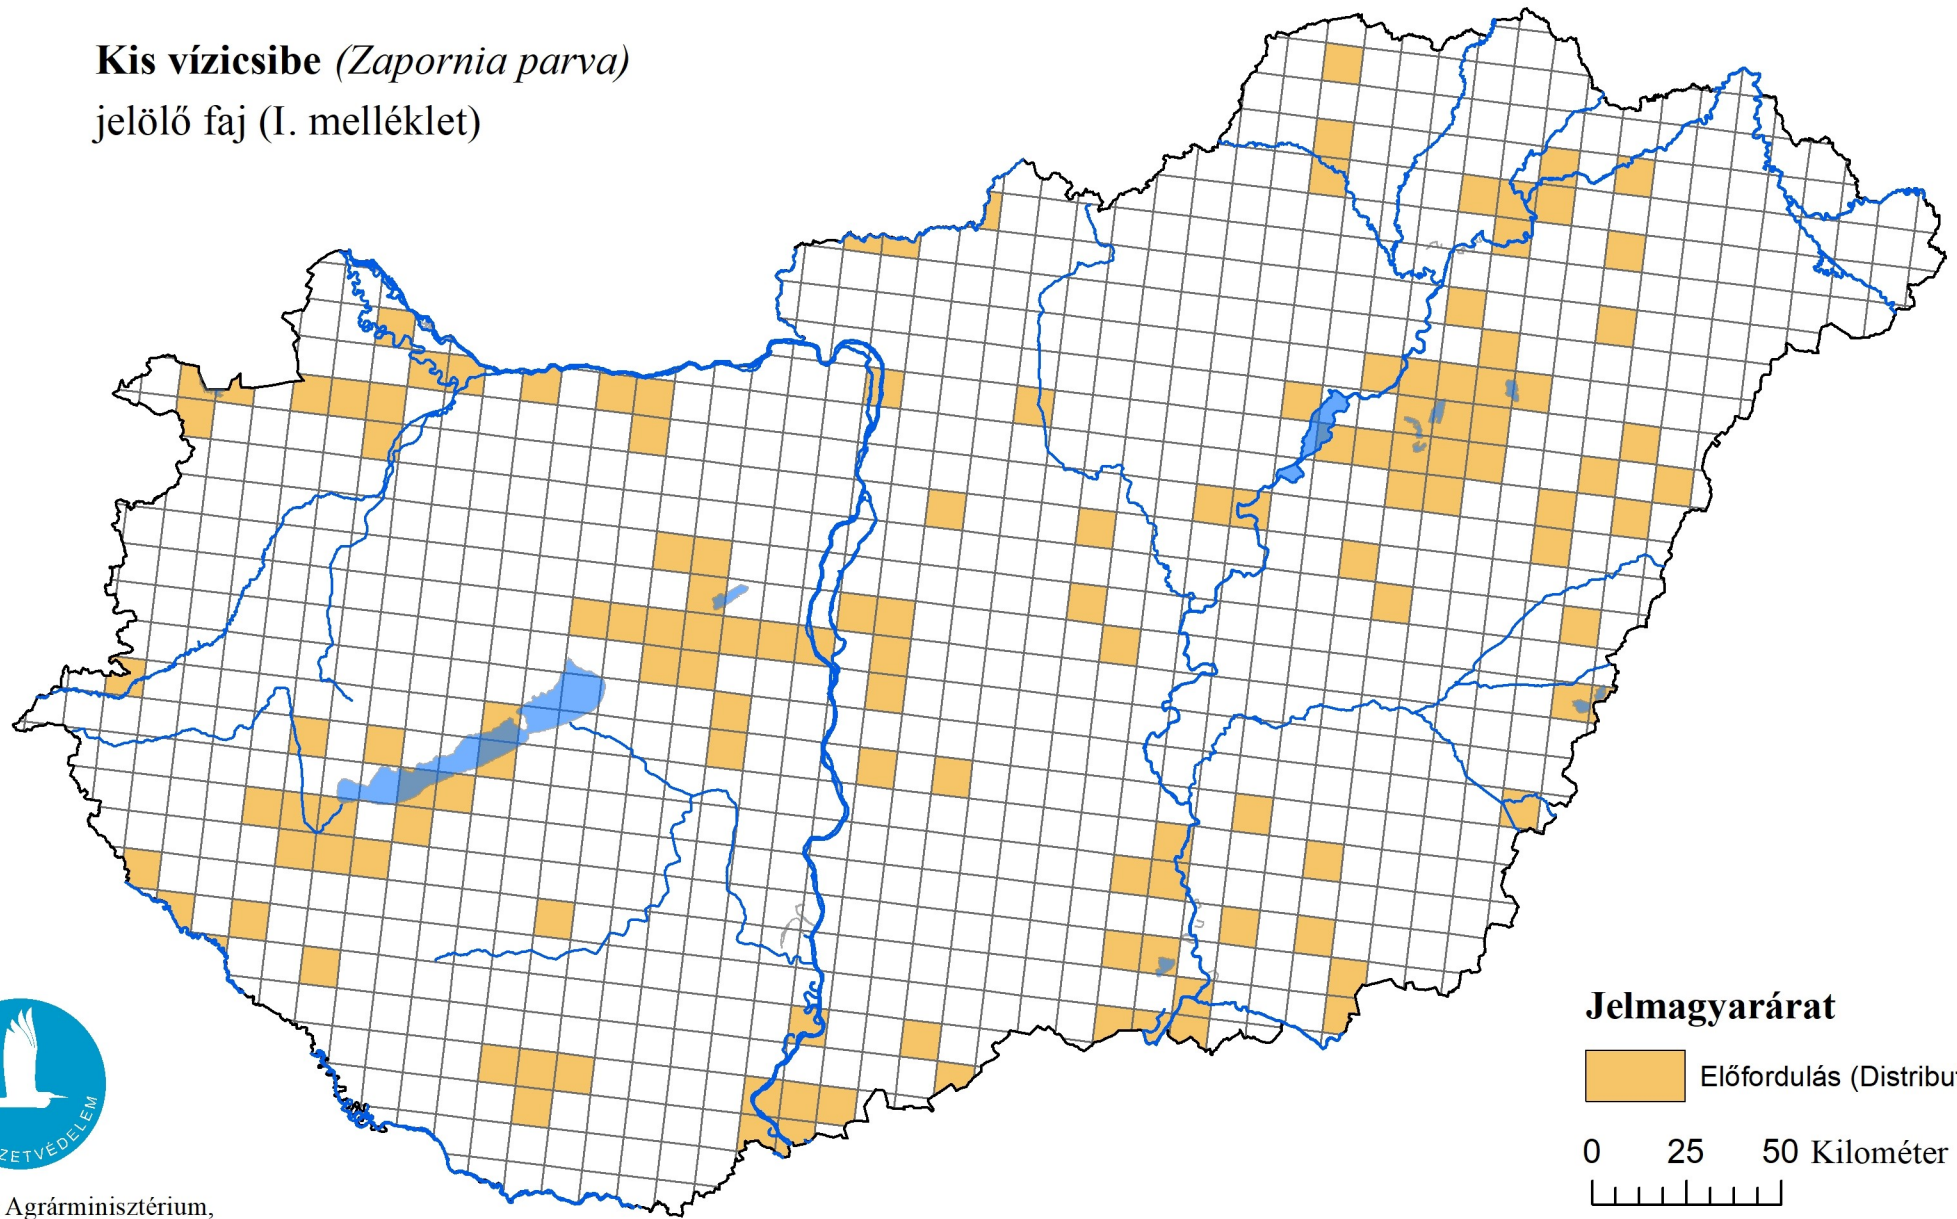 Kis vízicsibe (Zapornia parva)
jelölő faj (I. melléklet)
Jelmagyarárat
Előfordulás (Distribu
0 25 50 Kilométer
ZETVÉDELEM
Agrárminisztérium,